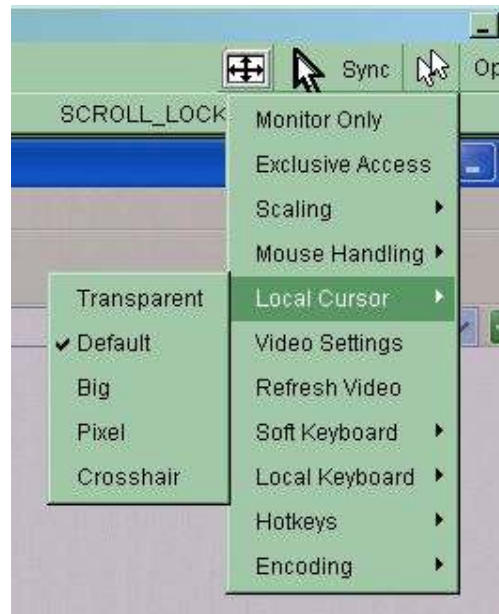 Sync
Op
SCROLL_LOCK
Monitor Only
Exclusive Access
Scaling
Mouse Handling
Local Cursor
Video Settings
Refresh Video
Soft Keyboard
Local Keyboard
Hotkeys
Encoding
Transparent
Default
Big
Pixel
Crosshair